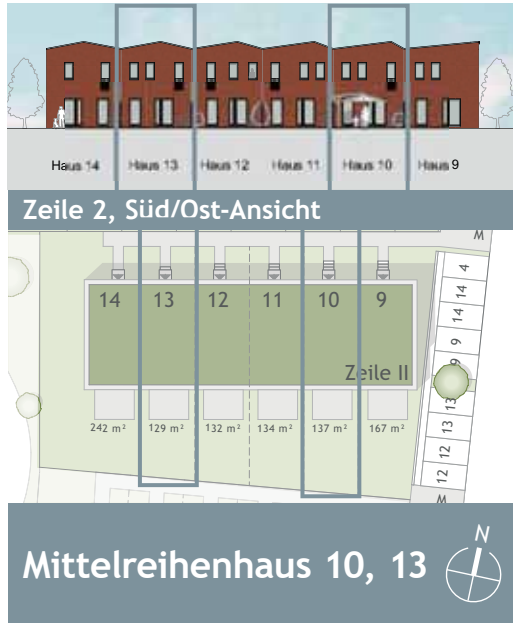 Haus 14 Haus 13 Haus 12 Haus 11 Haus 10 Haus 9
Zeile 2, Süd/Ost-Ansicht
M
14 13 12 11 10 9
Zeile II
242 m² 129 m² 132 m² 134 m² 137 m² 167 m²
4
14
14
9
9
13
13
12
12
M
N
Mittelreihenhaus 10, 13